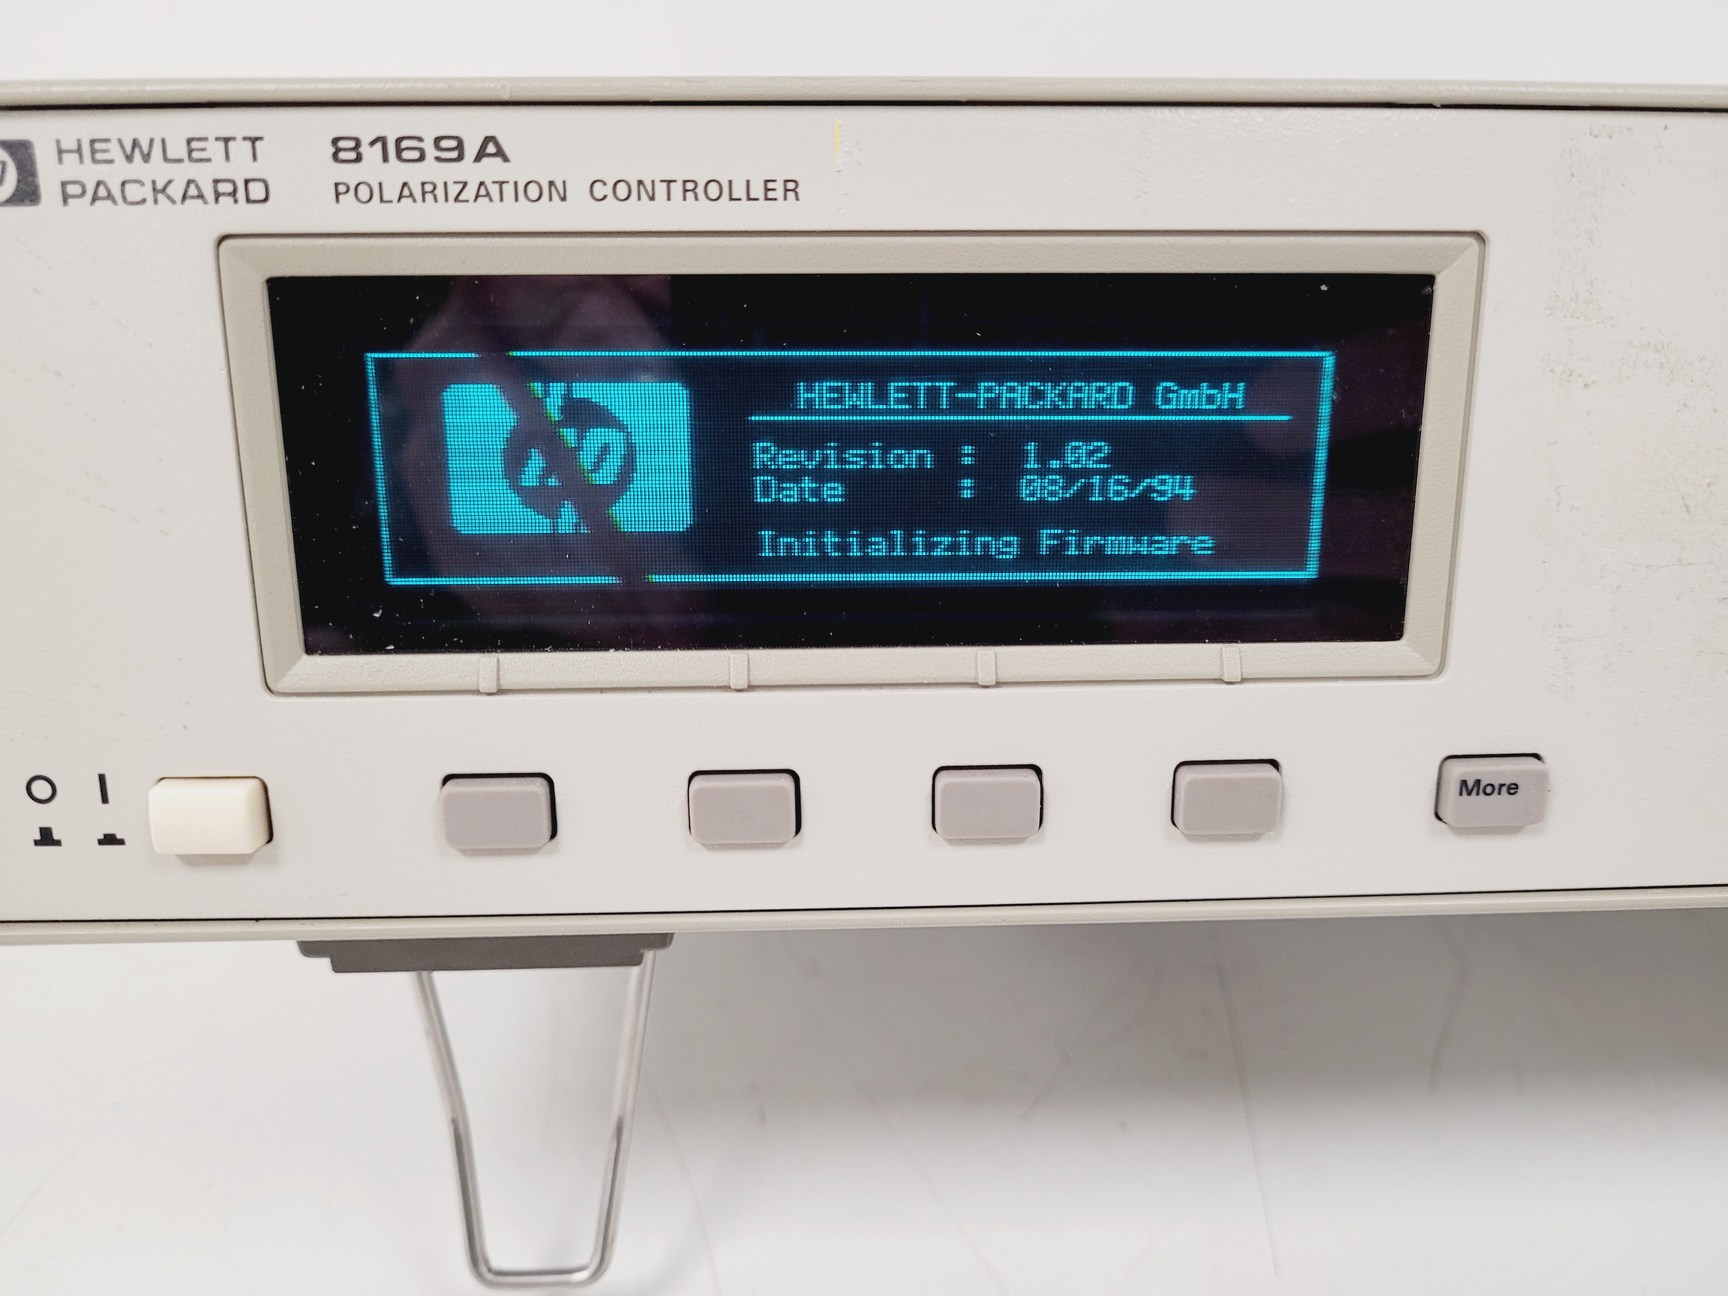 HEWLETT
PACKARD
8169A
POLARIZATION CONTROLLER
HEWLETT-PACKARD GmbH
Revision : 1.02
Date : 08/16/94
Initializing Firmware
More